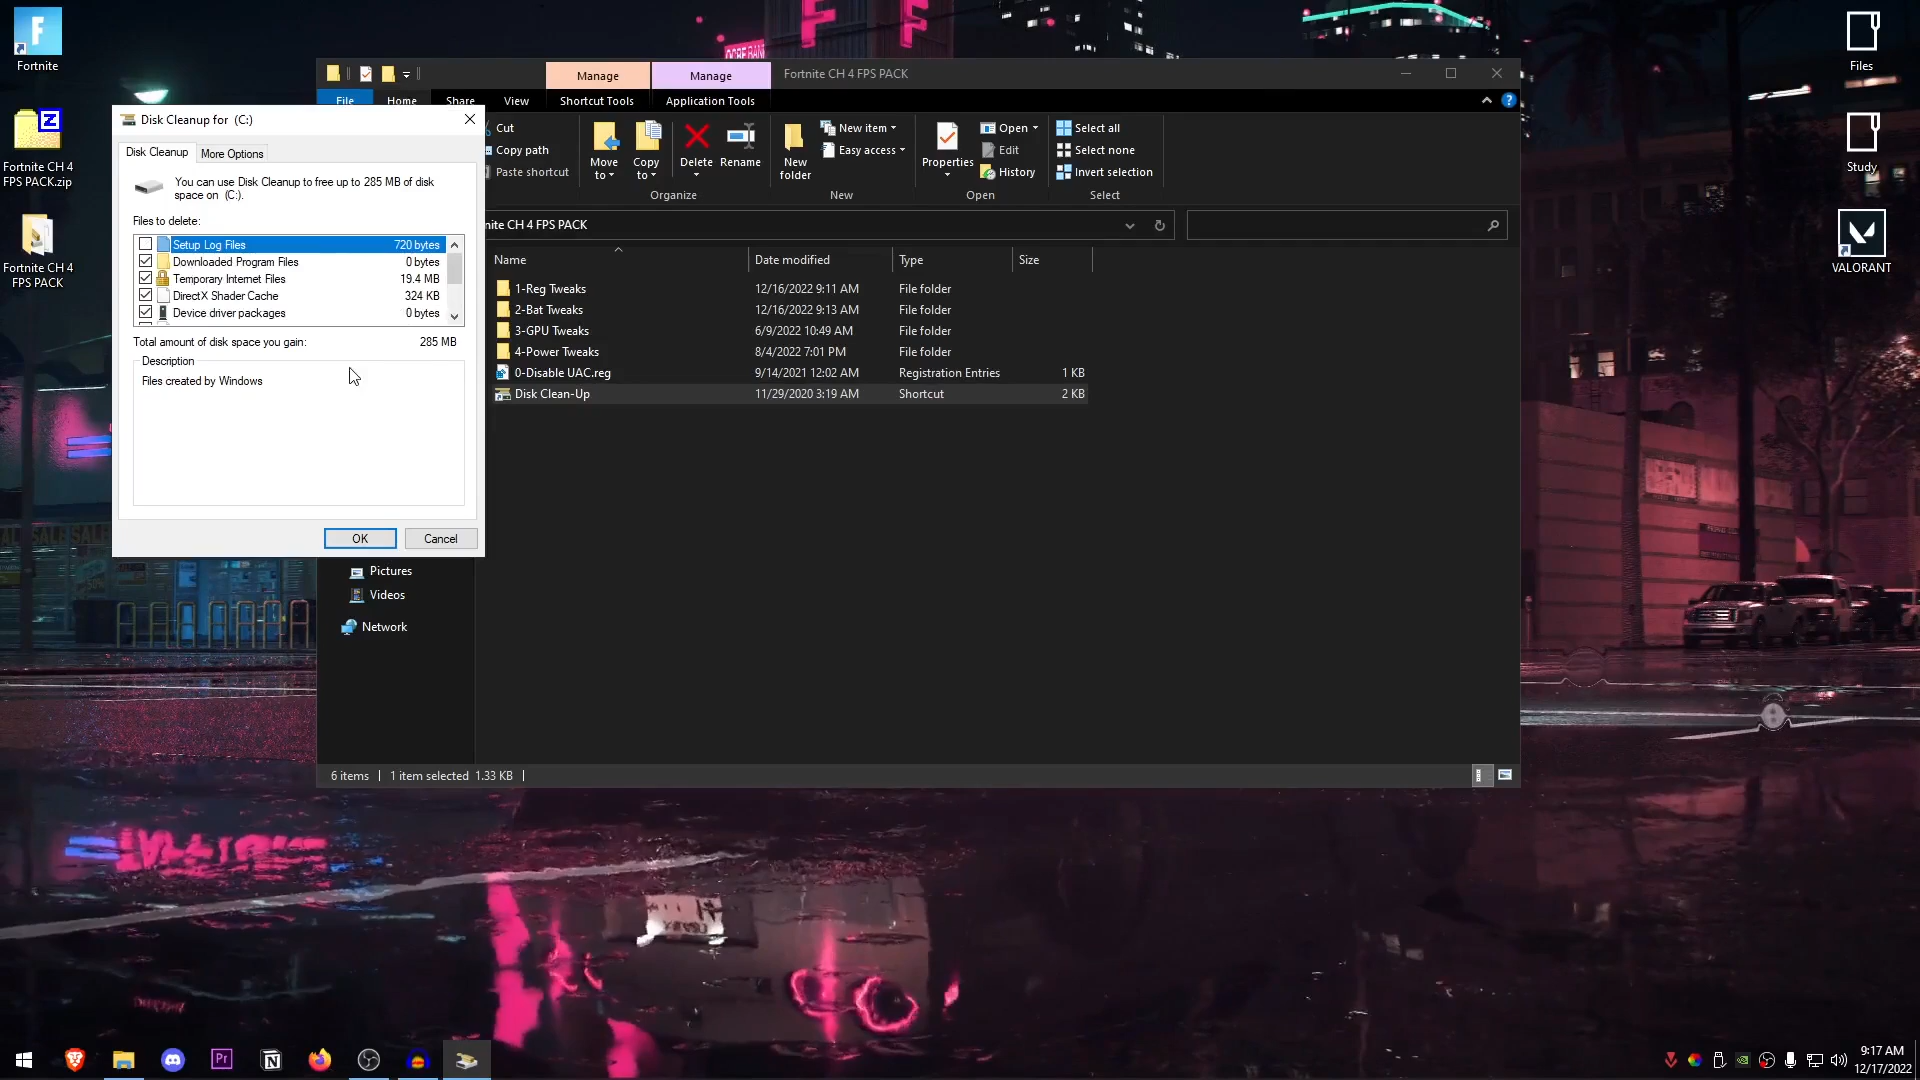 Fortnite
Fortnite CH 4
FPS PACK.zip
Fortnite CH 4
FPS PACK
Files
Study
VALORANT
Manage
Manage
Fortnite CH 4 FPS PACK
File
Home
Share
View
Shortcut Tools
Application Tools
Cut
Copy path
Paste shortcut
Move
to
Copy
to
Delete
Rename
Organize
New
folder
New item
Easy access
New
Properties
Open
Edit
History
Open
Select all
Select none
Invert selection
Select
nite CH 4 FPS PACK
Name
Date modified
Type
Size
1-Reg Tweaks 12/16/2022 9:11 AM File folder
2-Bat Tweaks 12/16/2022 9:13 AM File folder
3-GPU Tweaks 6/9/2022 10:49 AM File folder
4-Power Tweaks 8/4/2022 7:01 PM File folder
0-Disable UAC.reg 9/14/2021 12:02 AM Registration Entries 1 KB
Disk Clean-Up 11/29/2020 3:19 AM Shortcut 2 KB
Pictures
Videos
Network
6 items
1 item selected 1.33 KB
Disk Cleanup for (C:)
Disk Cleanup
More Options
You can use Disk Cleanup to free up to 285 MB of disk
space on (C:).
Files to delete:
Setup Log Files 720 bytes
Downloaded Program Files 0 bytes
Temporary Internet Files 19.4 MB
DirectX Shader Cache 324 KB
Device driver packages 0 bytes
Total amount of disk space you gain: 285 MB
Description
Files created by Windows
OK
Cancel
Pr
9:17 AM
12/17/2022